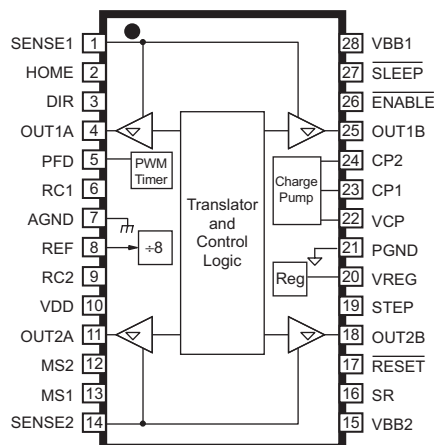 SENSE1 1 28 VBB1
HOME 2 27 SLEEP
DIR 3 26 ENABLE
OUT1A 4 25 OUT1B
PFD 5 PWM Timer 24 CP2
RC1 6 Charge Pump 23 CP1
AGND 7 Translator and Control Logic 22 VCP
REF 8 ÷8 21 PGND
RC2 9 Reg 20 VREG
VDD 10 19 STEP
OUT2A 11 18 OUT2B
MS2 12 17 RESET
MS1 13 16 SR
SENSE2 14 15 VBB2